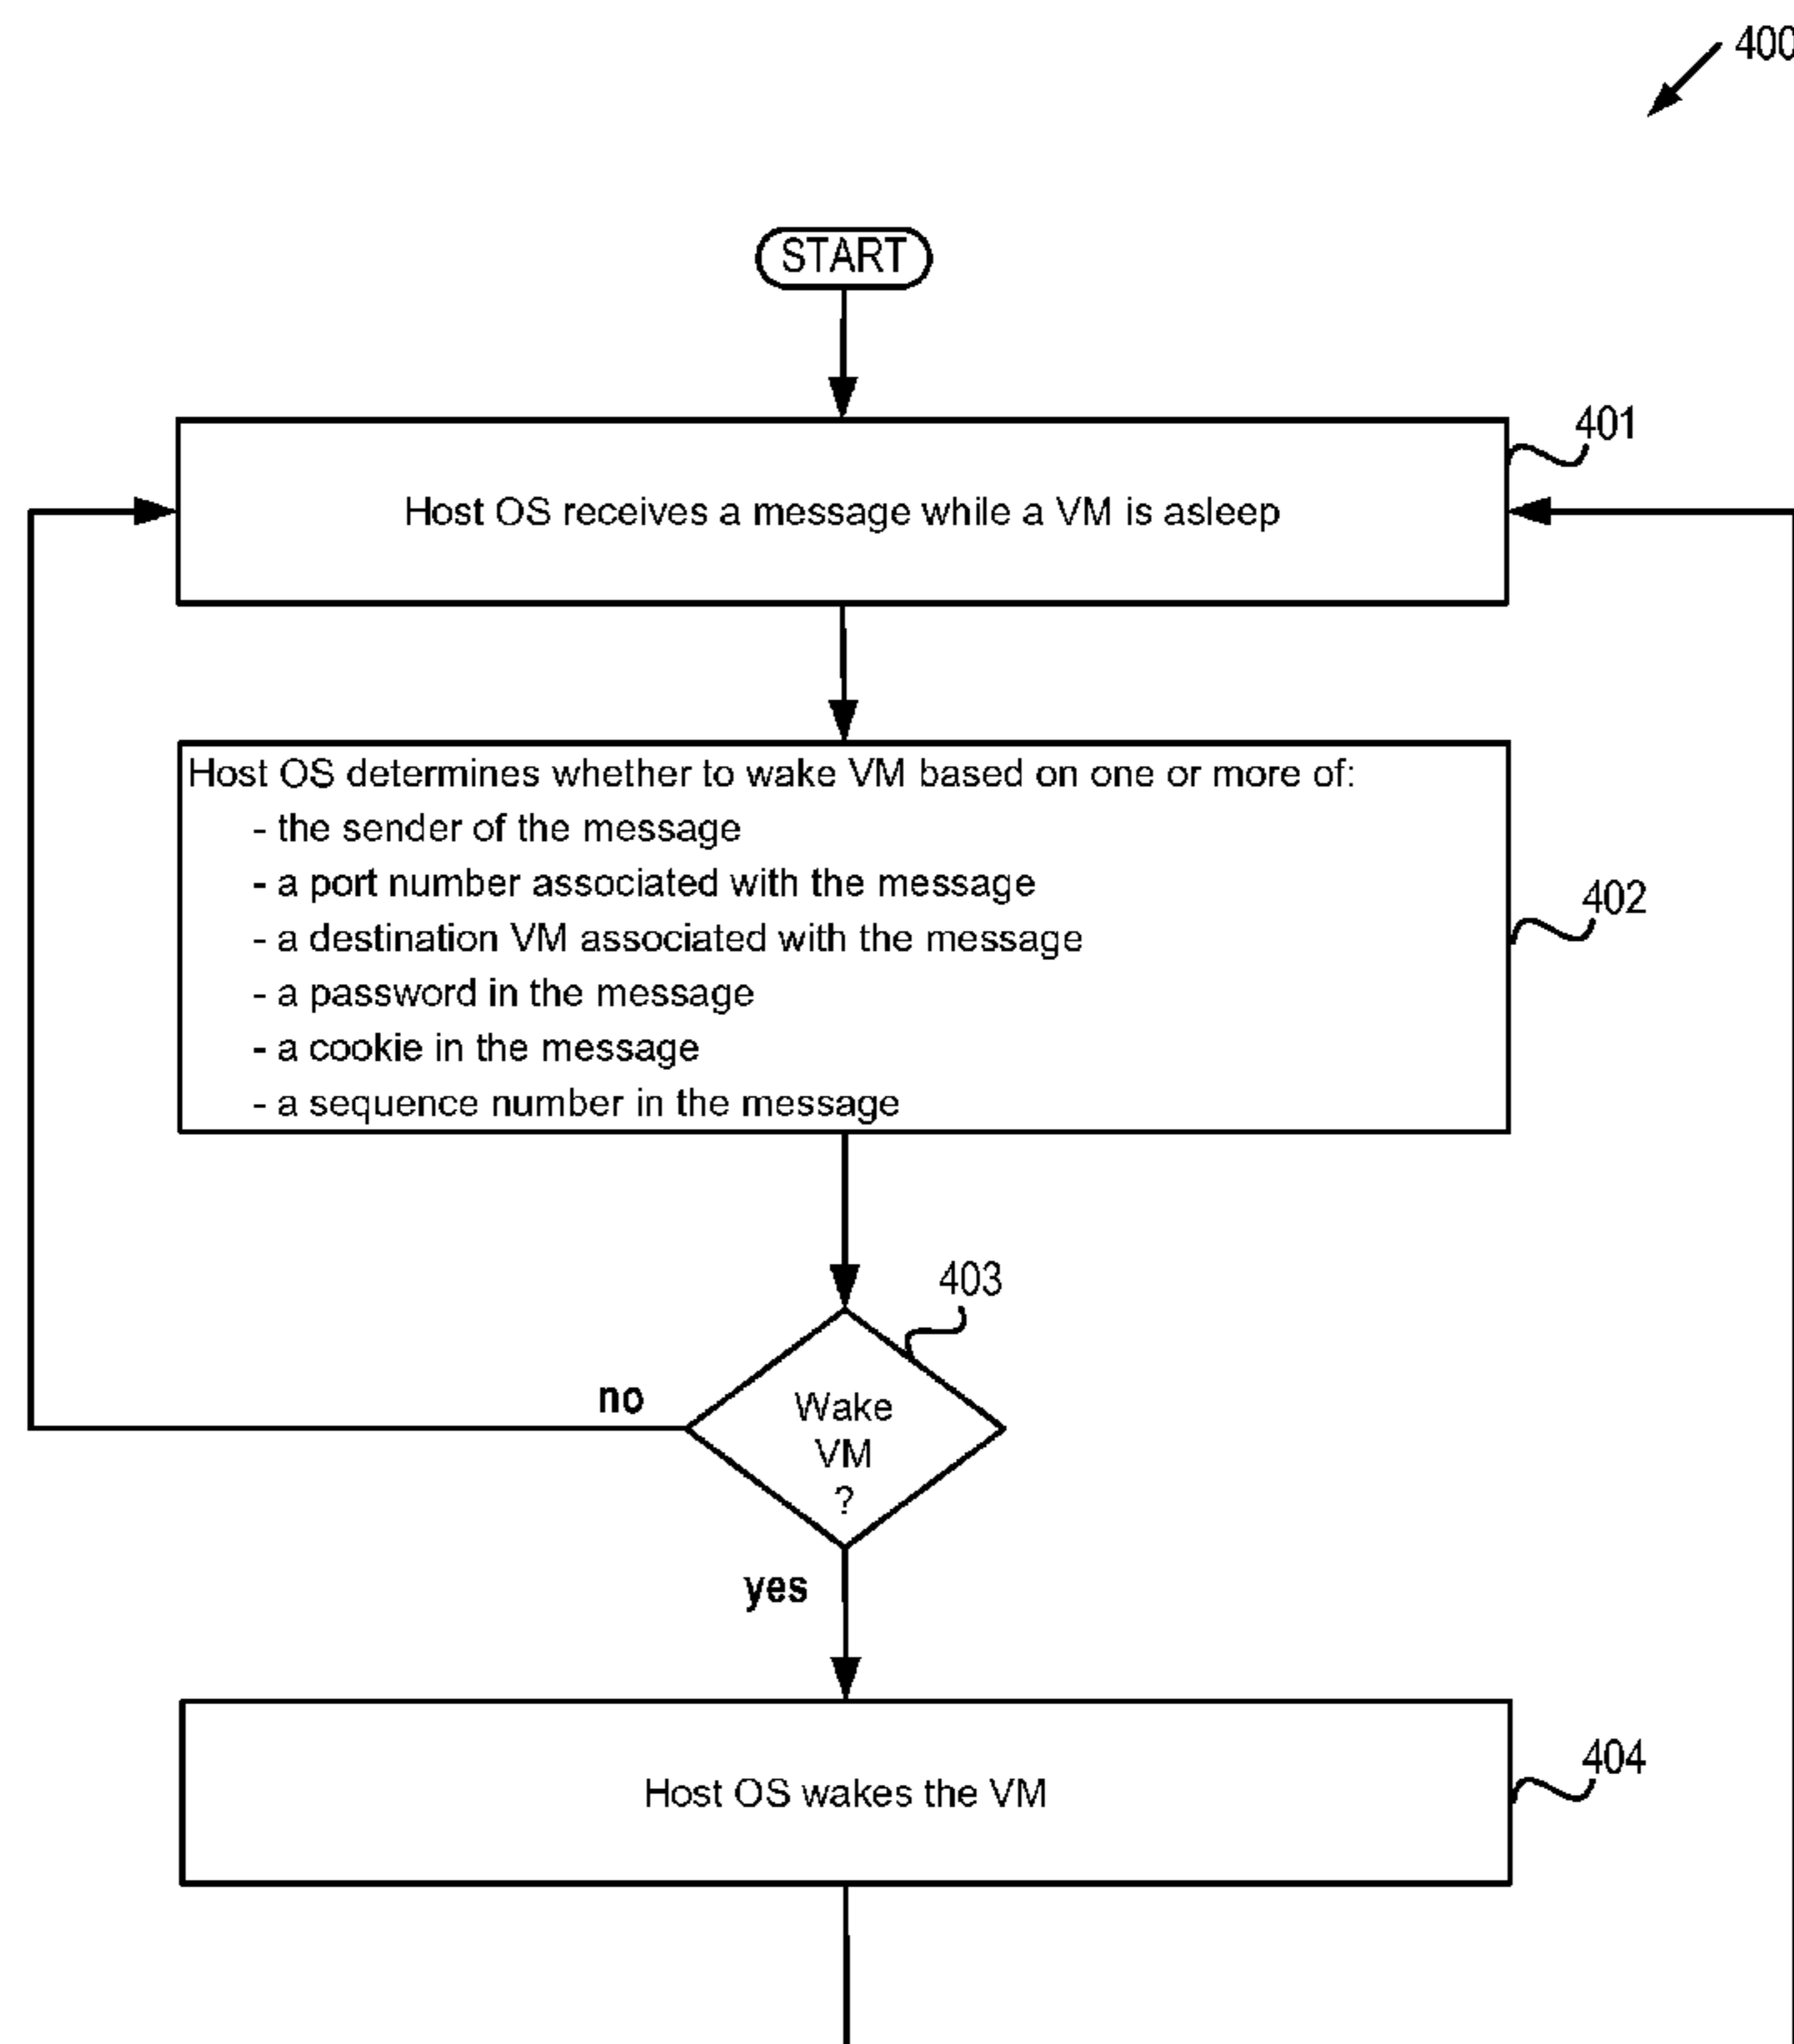 400
START
401
Host OS receives a message while a VM is asleep
Host OS determines whether to wake VM based on one or more of:
- the sender of the message
- a port number associated with the message
402
- a destination VM associated with the message
- a password in the message
- a cookie in the message
- a sequence number in the message
403
no
Wake
VM
?
yes
404
Host OS wakes the VM